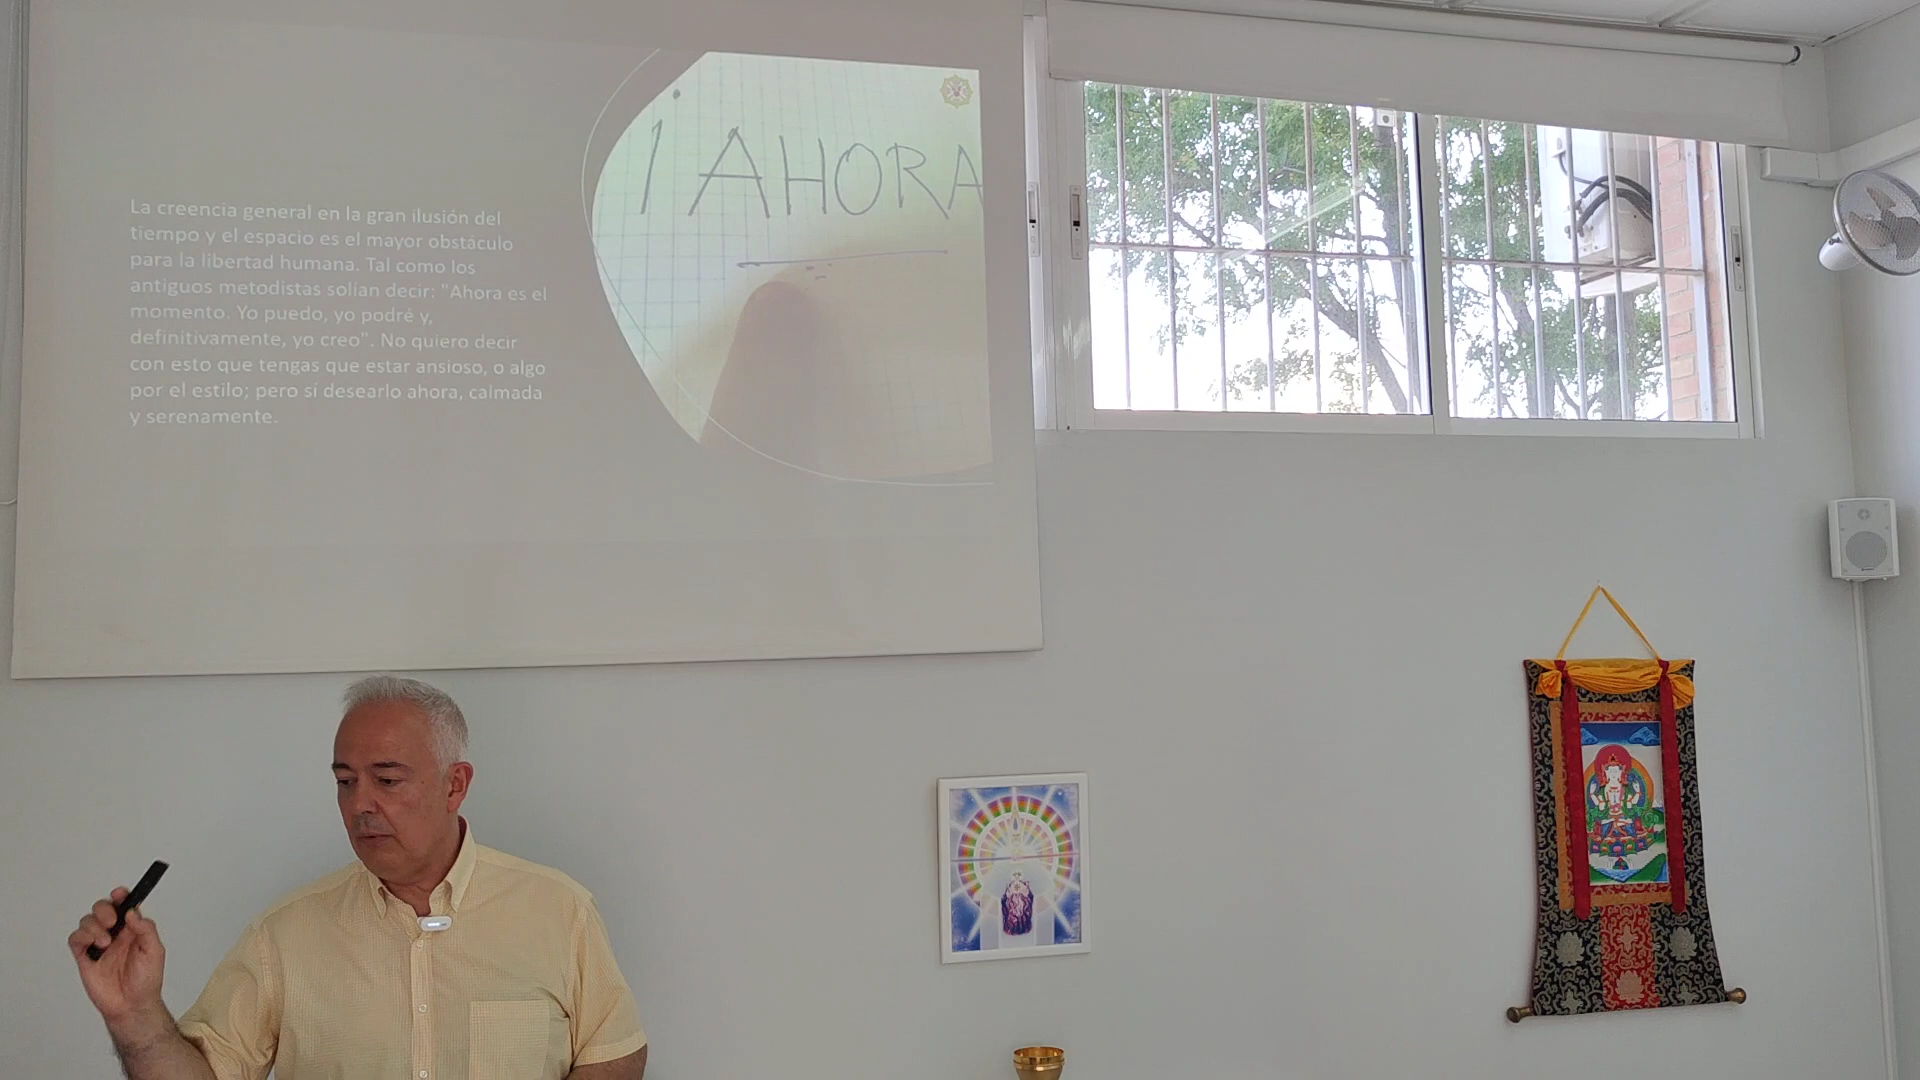 La creencia general en la gran ilusión del
tiempo y el espacio es el mayor obstáculo
para la libertad humana. Tal como los
antiguos metodistas solían decir: "Ahora es el
momento. Yo puedo, yo podré y,
definitivamente, yo creo". No quiero decir
con esto que tengas que estar ansioso, o algo
por el estilo; pero sí desearlo ahora, calmada
y serenamente.
1 AHORA